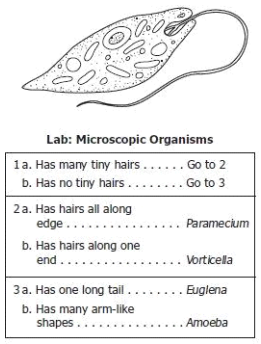 Lab: Microscopic Organisms
1 a. Has many tiny hairs . . . . . . Go to 2
b. Has no tiny hairs . . . . . . . . Go to 3
2 a. Has hairs all along
edge . . . . . . . . . . . . . . . . Paramecium
b. Has hairs along one
end . . . . . . . . . . . . . . . . . Vorticella
3 a. Has one long tail . . . . . . . . Euglena
b. Has many arm-like
shapes . . . . . . . . . . . . . . . Amoeba